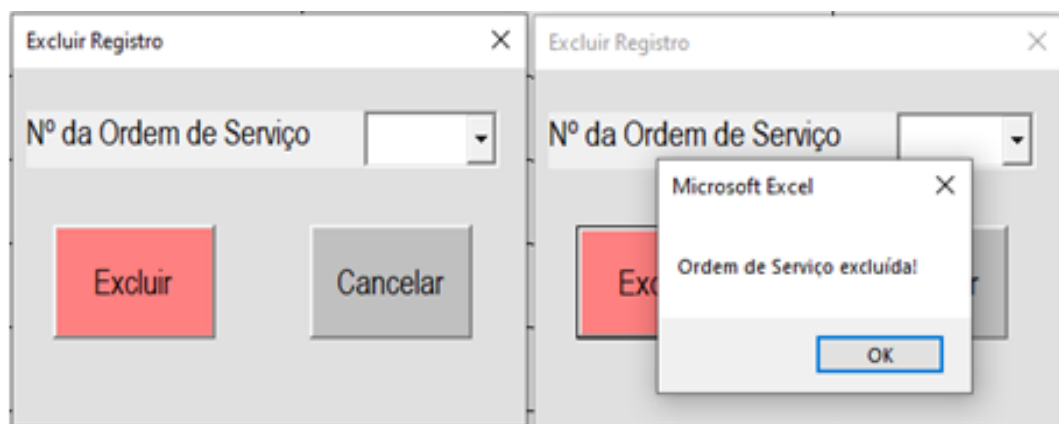 Excluir Registro
Nº da Ordem de Serviço
Excluir
Cancelar
Excluir Registro
Nº da Ordem de Serviço
Microsoft Excel
Ordem de Serviço excluída!
Exc
r
OK